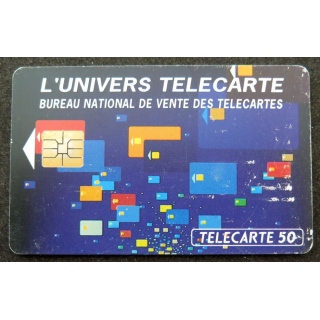 L'UNIVERS TELECARTE
BUREAU NATIONAL DE VENTE DES TELECARTES
TELECARTE 50